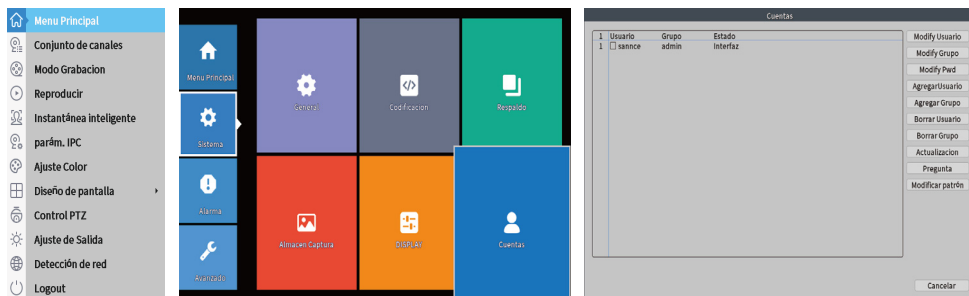 Menu Principal
Conjunto de canales
Modo Grabacion
Reproducir
Instantánea inteligente
parám. IPC
Ajuste Color
Diseño de pantalla
Control PTZ
Ajuste de Salida
Detección de red
Logout
Menu Principal
Sistema
Alarma
Avanzado
General
Codificacion
Respaldo
Almacen Captura
DISPLAY
Cuentas
Cuentas
1 Usuario Grupo Estado
1 sannce admin Interfaz
Modify Usuario
Modify Grupo
Modify Pwd
AgregarUsuario
Agregar Grupo
Borrar Usuario
Borrar Grupo
Actualizacion
Pregunta
Modificar patrón
Cancelar